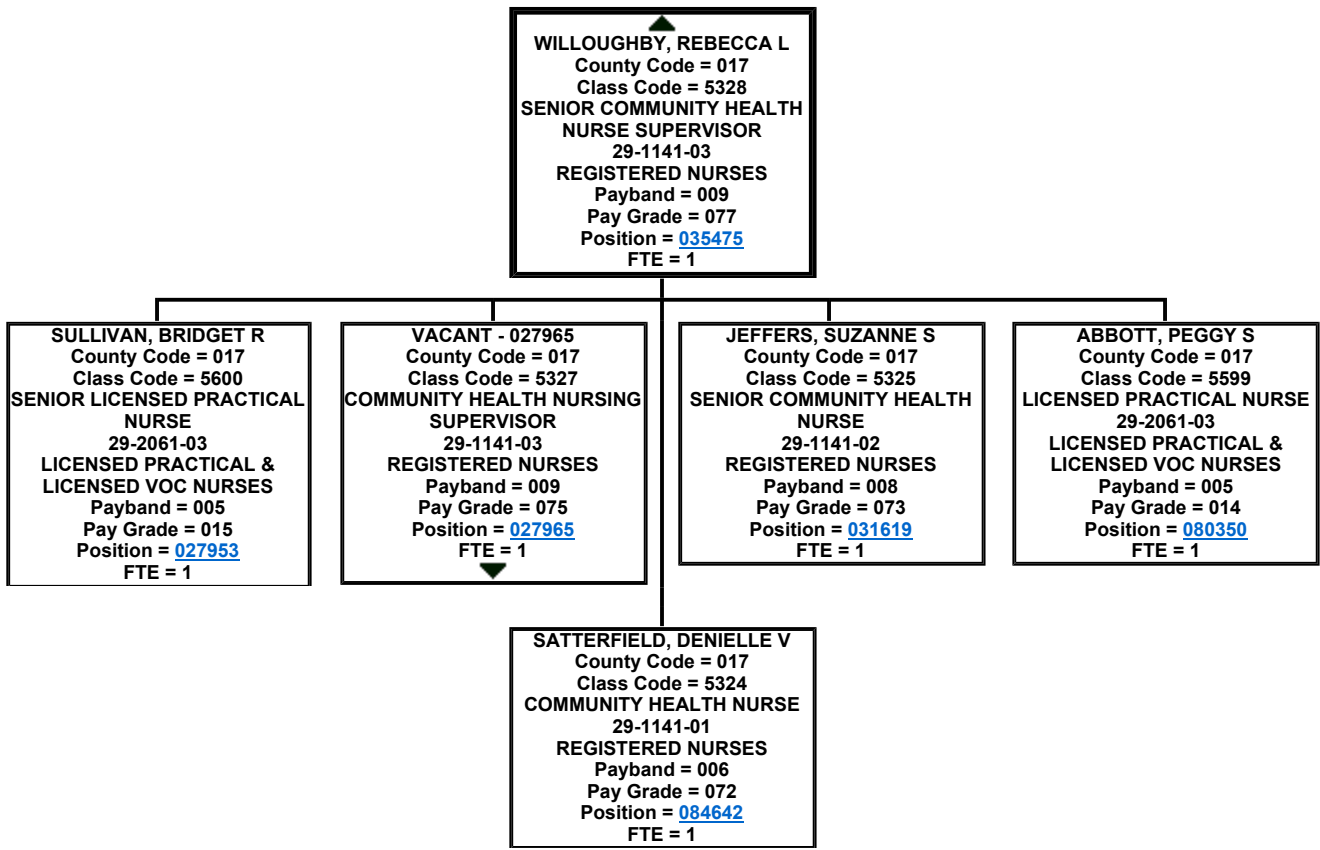 WILLOUGHBY, REBECCA L
County Code = 017
Class Code = 5328
SENIOR COMMUNITY HEALTH
NURSE SUPERVISOR
29-1141-03
REGISTERED NURSES
Payband = 009
Pay Grade = 077
Position = 035475
FTE = 1
SULLIVAN, BRIDGET R
County Code = 017
Class Code = 5600
SENIOR LICENSED PRACTICAL
NURSE
29-2061-03
LICENSED PRACTICAL &
LICENSED VOC NURSES
Payband = 005
Pay Grade = 015
Position = 027953
FTE = 1
VACANT - 027965
County Code = 017
Class Code = 5327
COMMUNITY HEALTH NURSING
SUPERVISOR
29-1141-03
REGISTERED NURSES
Payband = 009
Pay Grade = 075
Position = 027965
FTE = 1
JEFFERS, SUZANNE S
County Code = 017
Class Code = 5325
SENIOR COMMUNITY HEALTH
NURSE
29-1141-02
REGISTERED NURSES
Payband = 008
Pay Grade = 073
Position = 031619
FTE = 1
ABBOTT, PEGGY S
County Code = 017
Class Code = 5599
LICENSED PRACTICAL NURSE
29-2061-03
LICENSED PRACTICAL &
LICENSED VOC NURSES
Payband = 005
Pay Grade = 014
Position = 080350
FTE = 1
SATTERFIELD, DENIELLE V
County Code = 017
Class Code = 5324
COMMUNITY HEALTH NURSE
29-1141-01
REGISTERED NURSES
Payband = 006
Pay Grade = 072
Position = 084642
FTE = 1